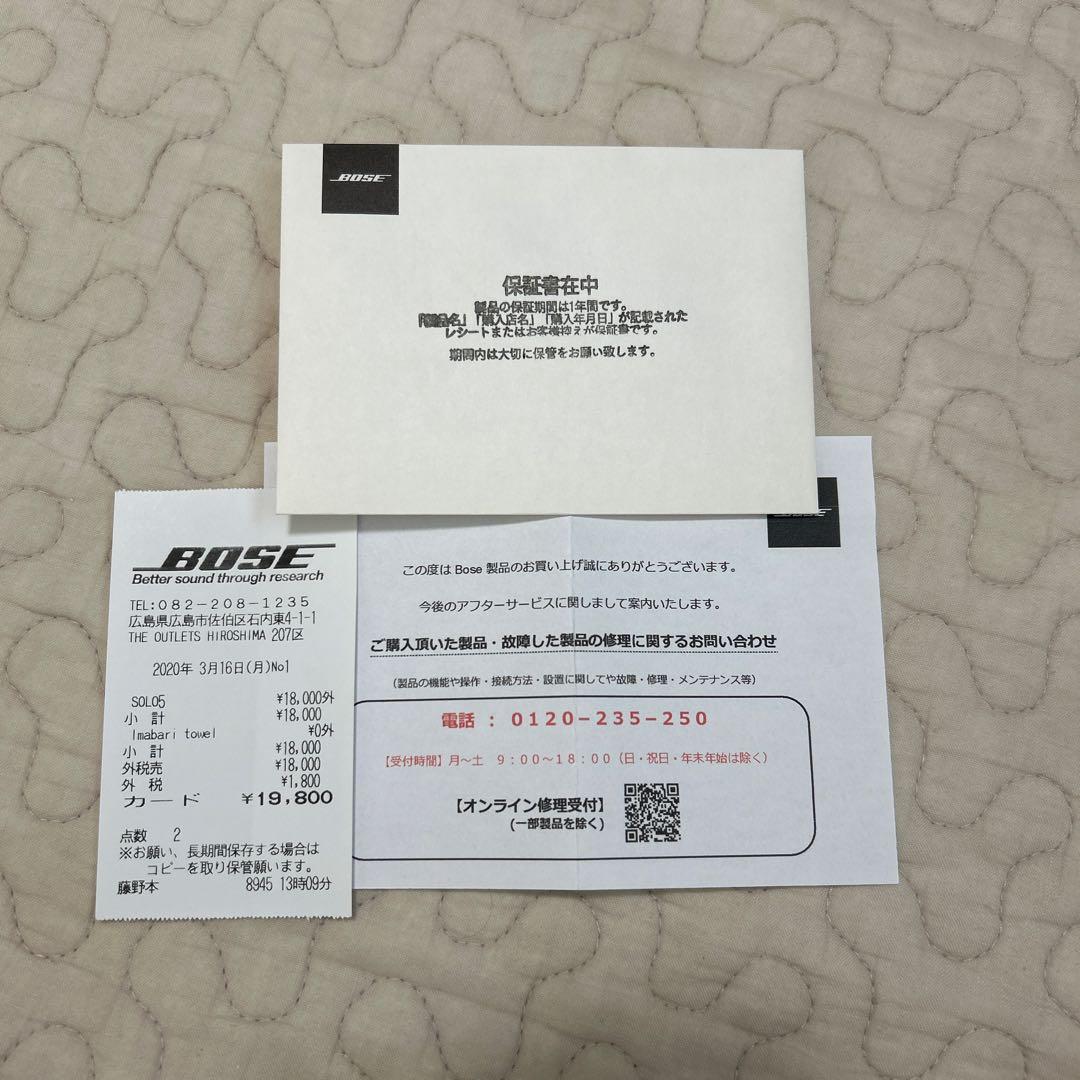 BOSE
保証書在中
製品の保証期間は1年間です。
「製品名」「購入店名」「購入年月日」が記載された
レシートまたはお客様控えが保証書です。
期間内は大切に保管をお願い致します。
BOSE
この度は Bose 製品のお買い上げ誠にありがとうございます。
今後のアフターサービスに関しまして案内いたします。
ご購入頂いた製品・故障した製品の修理に関するお問い合わせ
(製品の機能や操作・接続方法・設置に関してや故障・修理・メンテナンス等)
電話 : 0120-235-250
【受付時間】月～土 9:00～18:00(日・祝日・年末年始は除く)
【オンライン修理受付】
(一部製品を除く)
BOSE
Better sound through research
TEL:082-208-1235
広島県広島市佐伯区石内東4-1-1
THE OUTLETS HIROSHIMA 207区
2020年 3月16日(月)No1
SOLO5 ¥18,000外
小 計 ¥18,000
Imabari towel ¥0外
小 計 ¥18,000
外税売 ¥18,000
外 税 ¥1,800
カード ¥19,800
点数 2
※お願い、長期間保存する場合は
コピーを取り保管願います。
藤野本 8945 13時09分